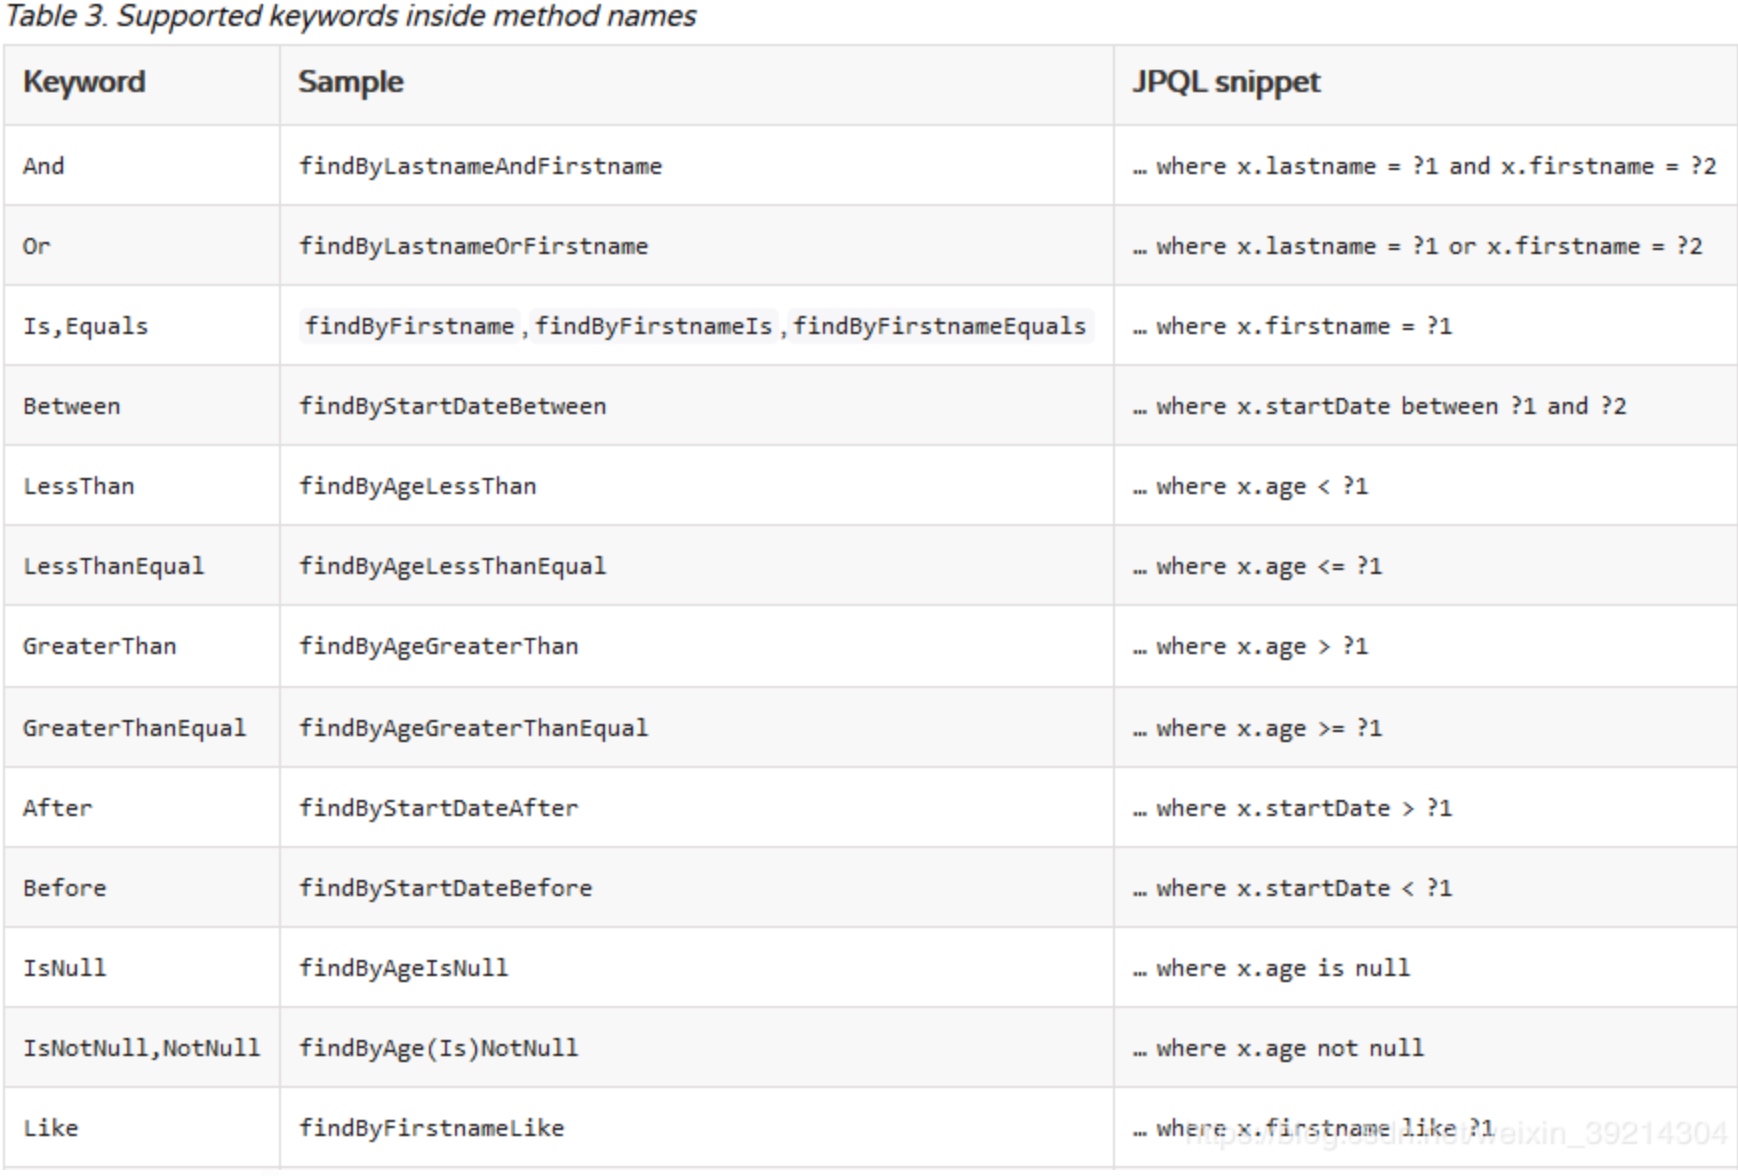 Table 3. Supported keywords inside method names
Keyword Sample JPQL snippet
And findByLastnameAndFirstname … where x.lastname = ?1 and x.firstname = ?2
Or findByLastnameOrFirstname … where x.lastname = ?1 or x.firstname = ?2
Is,Equals findByFirstname,findByFirstnameIs,findByFirstnameEquals … where x.firstname = ?1
Between findByStartDateBetween … where x.startDate between ?1 and ?2
LessThan findByAgeLessThan … where x.age < ?1
LessThanEqual findByAgeLessThanEqual … where x.age <= ?1
GreaterThan findByAgeGreaterThan … where x.age > ?1
GreaterThanEqual findByAgeGreaterThanEqual … where x.age >= ?1
After findByStartDateAfter … where x.startDate > ?1
Before findByStartDateBefore … where x.startDate < ?1
IsNull findByAgeIsNull … where x.age is null
IsNotNull,NotNull findByAge(Is)NotNull … where x.age not null
Like findByFirstnameLike … where x.firstname like ?1
https://blog.csdn.net/weixin_39214304